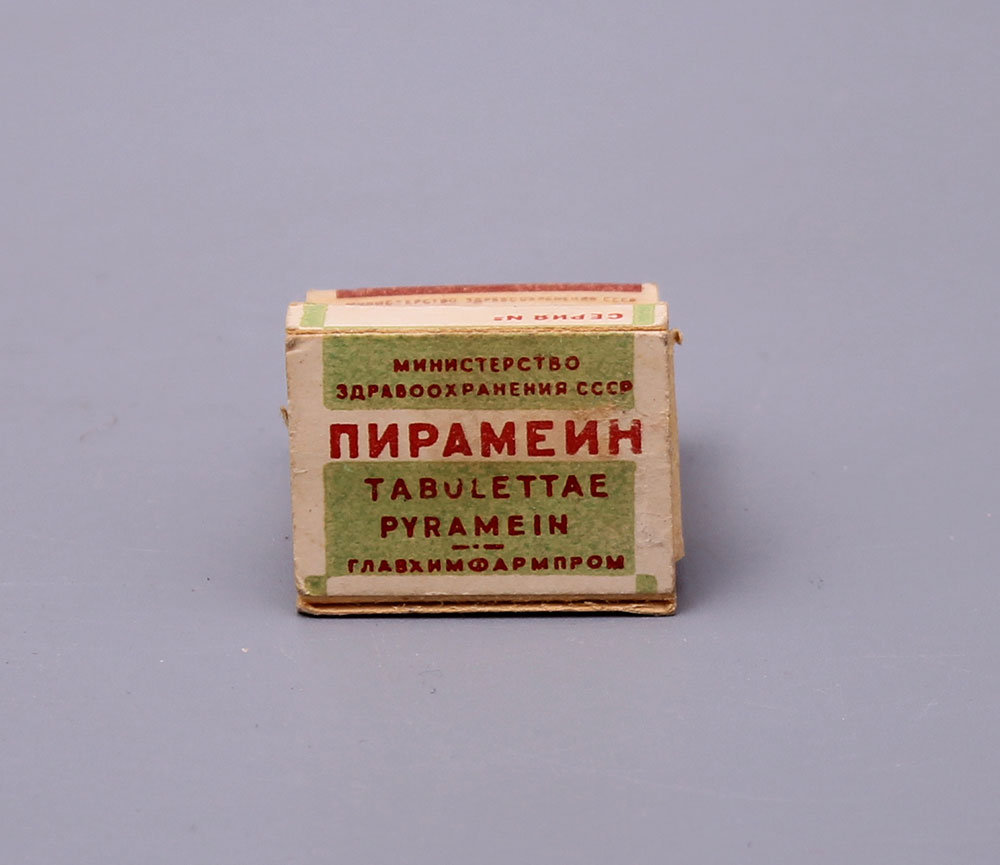 МИНИСТЕРСТВО ЗДРАВООХРАНЕНИЯ СССР
СЕРИЯ №
МИНИСТЕРСТВО
ЗДРАВООХРАНЕНИЯ СССР
ПИРАМЕИН
TABULETTAE
PYRAMEIN
ГЛАВХИМФАРМПРОМ